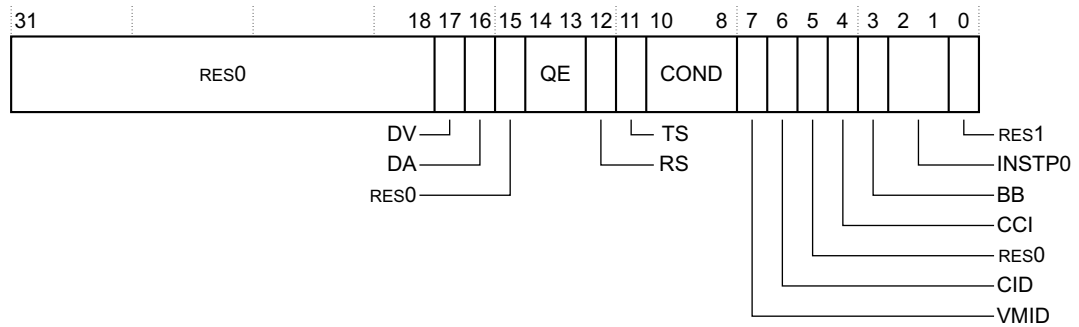 31 18 17 16 15 14 13 12 11 10 8 7 6 5 4 3 2 1 0
RES0 QE COND
DV TS RES1
DA RS INSTP0
RES0 BB
CCI
RES0
CID
VMID